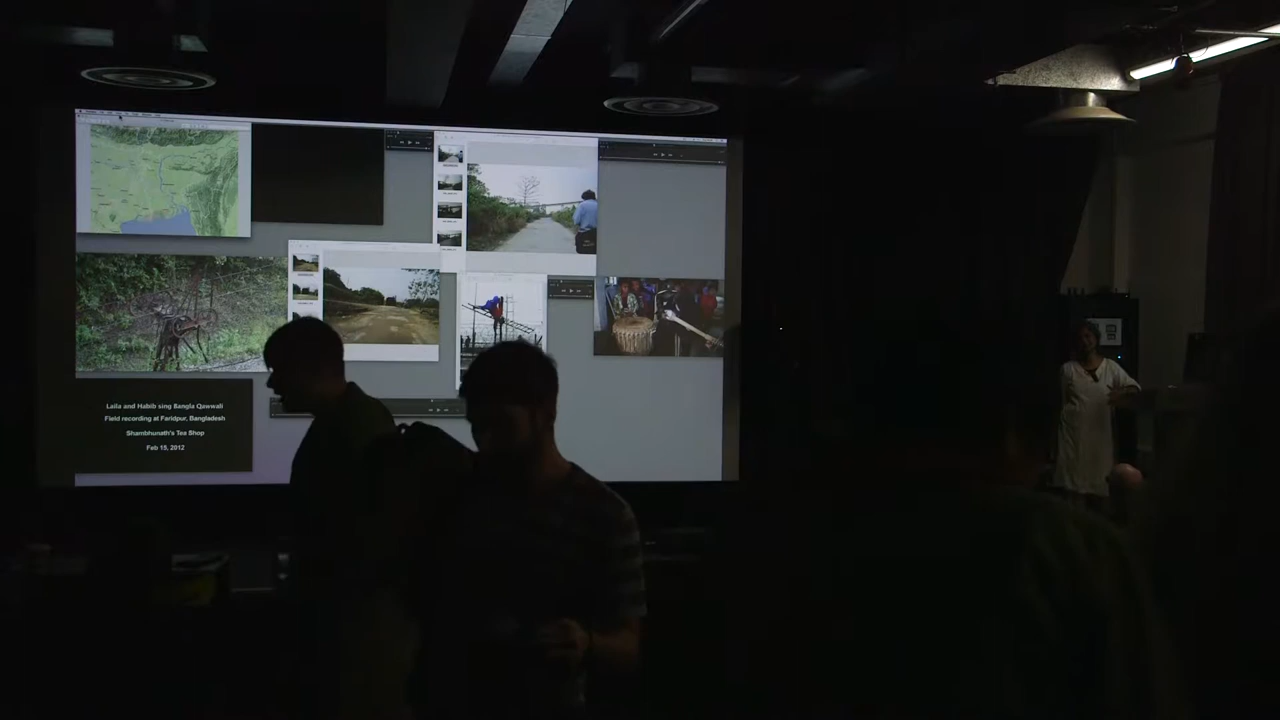 Laila and Habib sing Bangla Qawwali
Field recording at Faridpur, Bangladesh
Shambhunath's Tea Shop
Feb 15, 2012